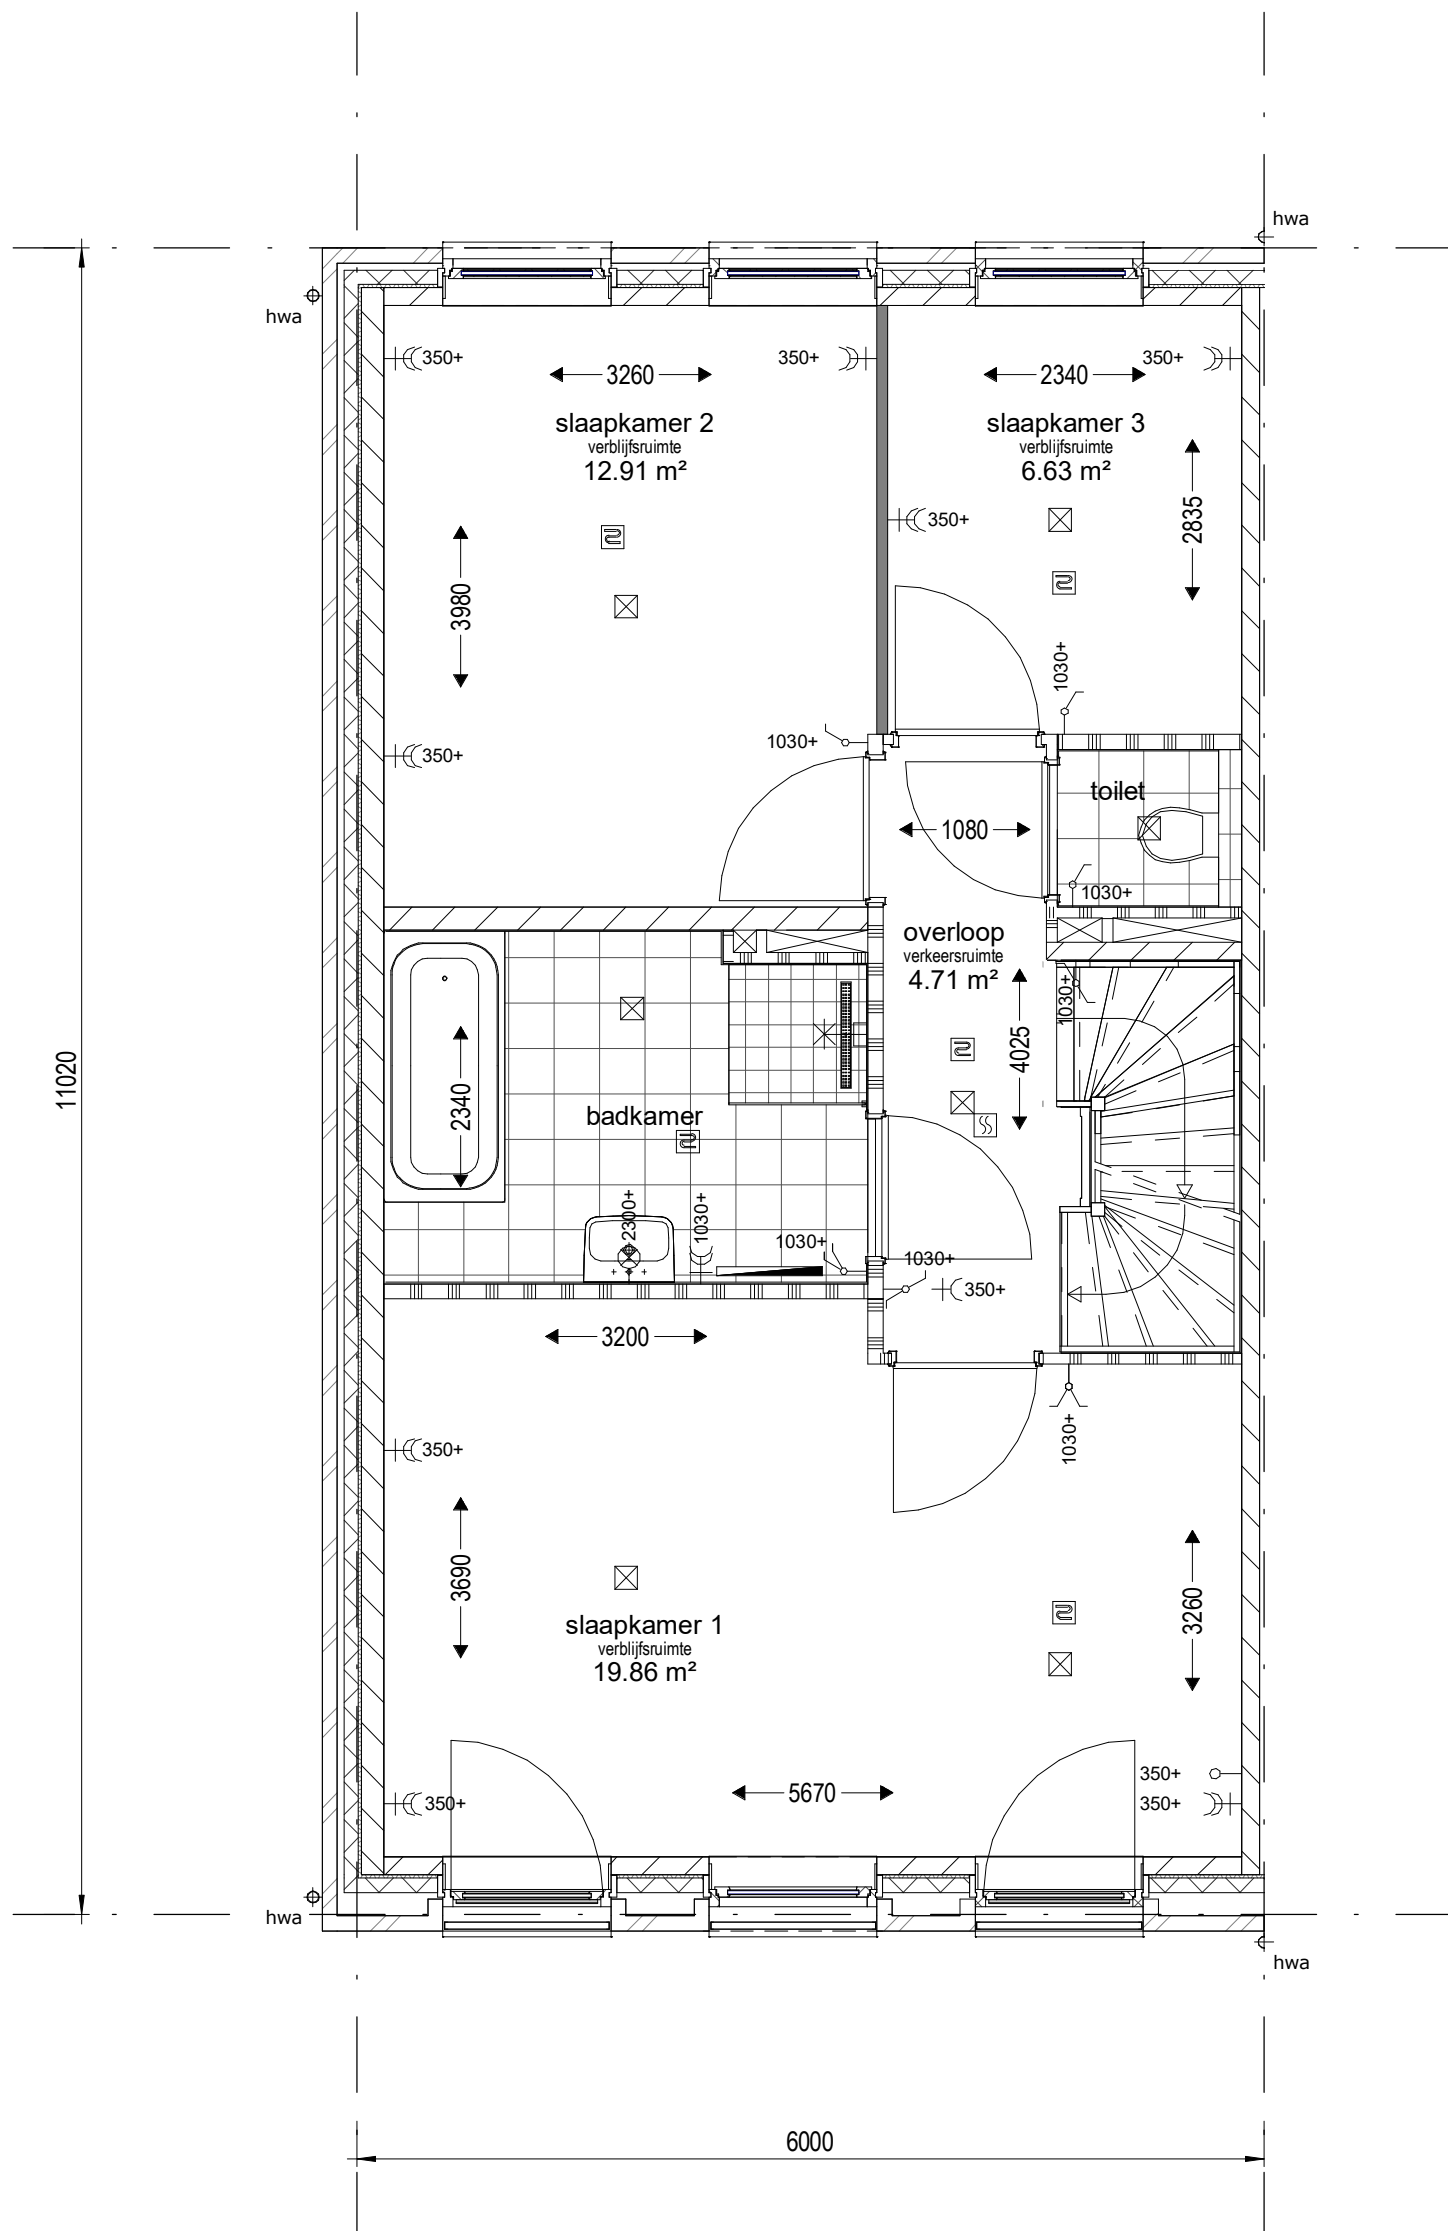 hwa
hwa
350+
3260
350+
2340
350+
slaapkamer 2
verblijfsruimte
12.91 m²
slaapkamer 3
verblijfsruimte
6.63 m²
2835
350+
3980
1030+
1030+
350+
toilet
1080
1030+
overloop
verkeersruimte
4.71 m²
1030+
4025
11020
2340
badkamer
2300+
1030+
1030+
1030+
350+
3200
1030+
350+
3690
3260
slaapkamer 1
verblijfsruimte
19.86 m²
350+
5670
350+
350+
hwa
hwa
6000